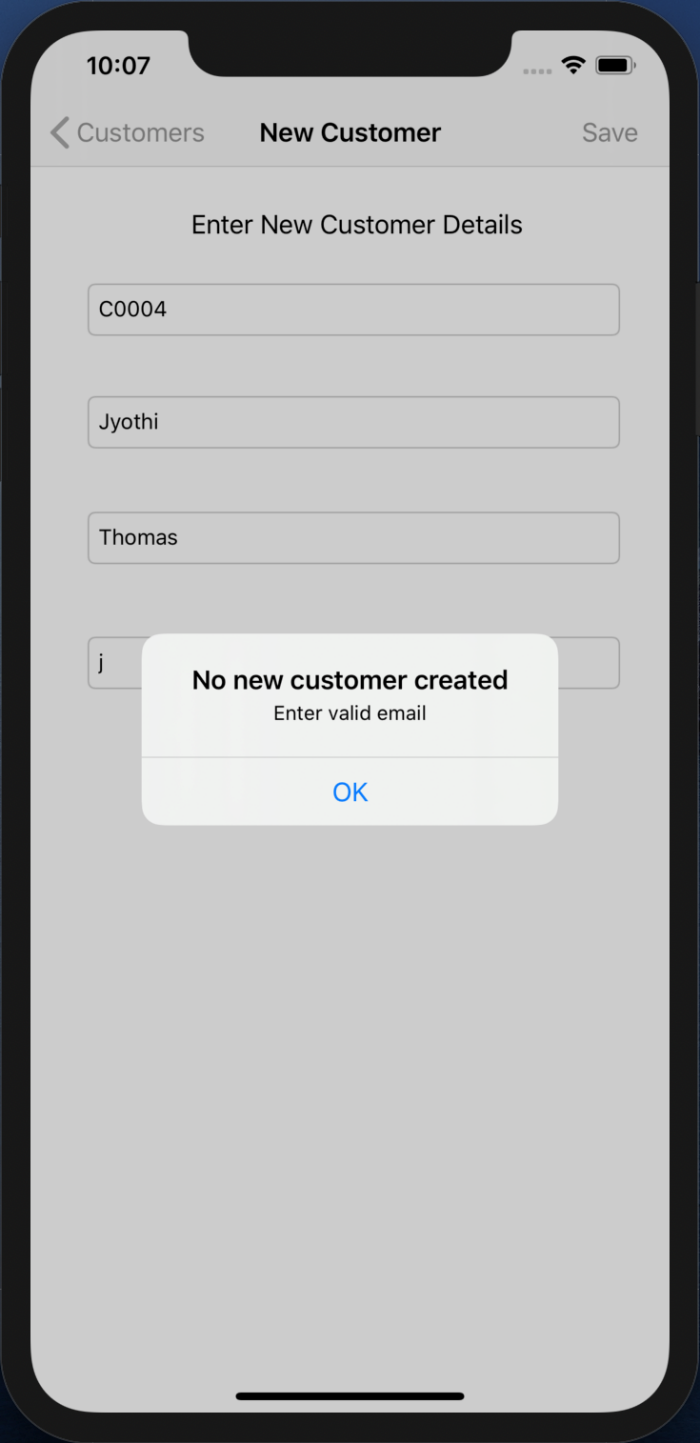 10:07
Customers New Customer Save
Enter New Customer Details
C0004
Jyothi
Thomas
j
No new customer created
Enter valid email
OK